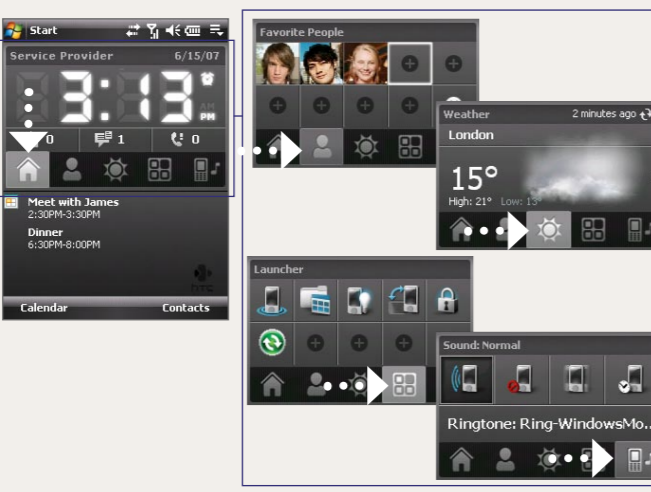 Start
Service Provider 6/15/07
3:13
AM
PM
0 1 0
Meet with James
2:30PM-3:30PM
Dinner
6:30PM-8:00PM
hTC
Calendar Contacts
Favorite People
Weather 2 minutes ago
London
15°
High: 21° Low: 13°
Launcher
Sound: Normal
Ringtone: Ring-WindowsMo...